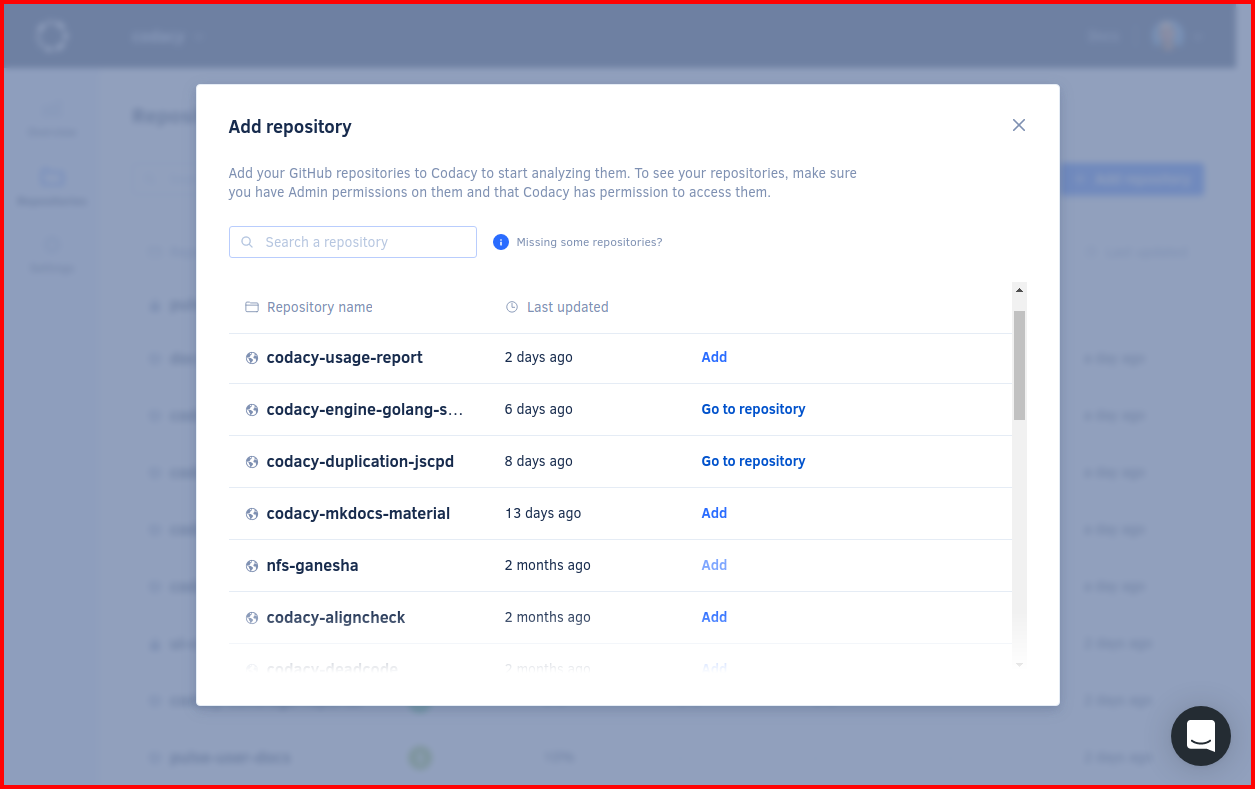 Add repository
Add your GitHub repositories to Codacy to start analyzing them. To see your repositories, make sure
you have Admin permissions on them and that Codacy has permission to access them.
Search a repository
Missing some repositories?
Repository name Last updated
codacy-usage-report 2 days ago Add
codacy-engine-golang-s... 6 days ago Go to repository
codacy-duplication-jscpd 8 days ago Go to repository
codacy-mkdocs-material 13 days ago Add
nfs-ganesha 2 months ago Add
codacy-aligncheck 2 months ago Add
codacy-deadcode 2 months ago Add